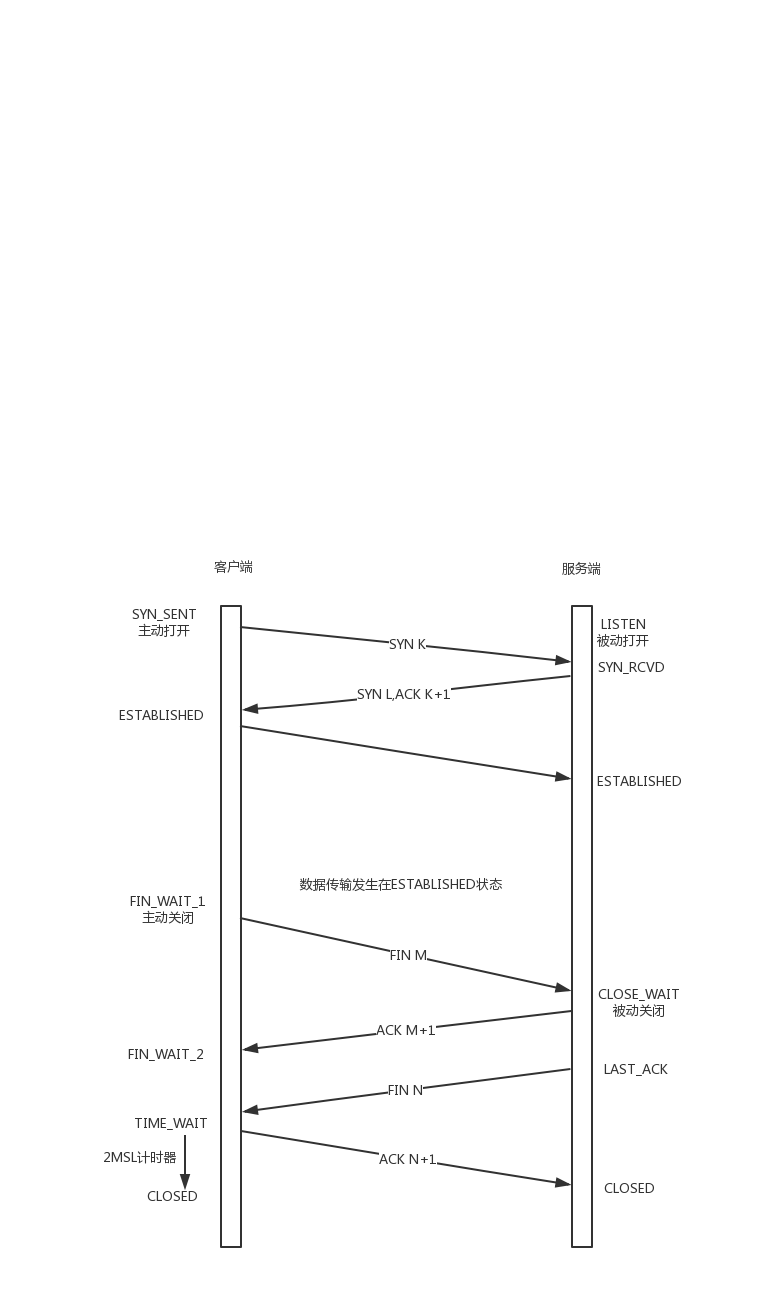 客户端
服务端
SYN_SENT
主动打开
LISTEN
被动打开
SYN K
SYN_RCVD
SYN L,ACK K+1
ESTABLISHED
ESTABLISHED
数据传输发生在ESTABLISHED状态
FIN_WAIT_1
主动关闭
FIN M
CLOSE_WAIT
被动关闭
ACK M+1
FIN_WAIT_2
LAST_ACK
FIN N
TIME_WAIT
2MSL计时器
ACK N+1
CLOSED
CLOSED